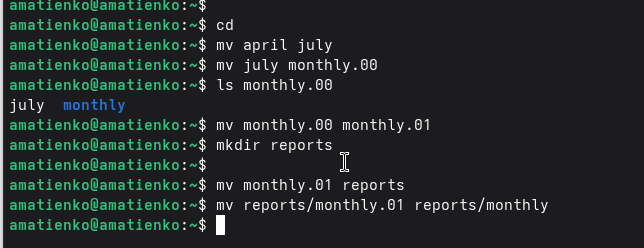 amatienko@amatienko:~$
amatienko@amatienko:~$ cd
amatienko@amatienko:~$ mv april july
amatienko@amatienko:~$ mv july monthly.00
amatienko@amatienko:~$ ls monthly.00
july  monthly
amatienko@amatienko:~$ mv monthly.00 monthly.01
amatienko@amatienko:~$ mkdir reports
amatienko@amatienko:~$
amatienko@amatienko:~$ mv monthly.01 reports
amatienko@amatienko:~$ mv reports/monthly.01 reports/monthly
amatienko@amatienko:~$